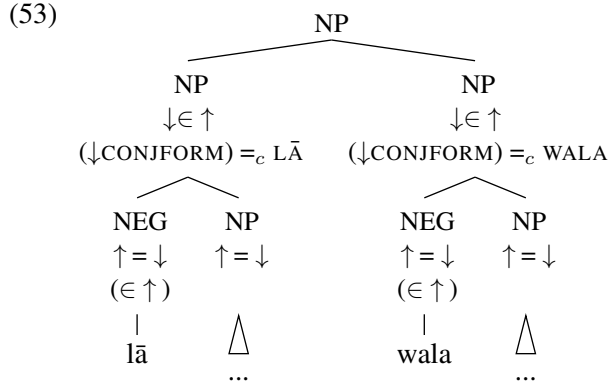 (53)
NP
NP NP
↓∈ ↑ ↓∈ ↑
(↓CONJFORM) =c LĀ (↓CONJFORM) =c WALA
NEG NP NEG NP
↑ = ↓ ↑ = ↓ ↑ = ↓ ↑ = ↓
(∈ ↑) (∈ ↑)
lā wala
... ...